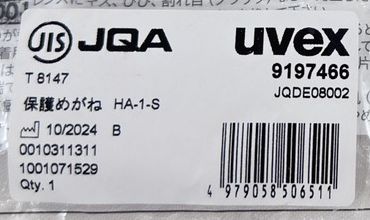 JIS JQA uvex
T 8147 9197466
JQDE08002
保護めがね HA-1-S
10/2024 B
0010311311
1001071529
Qty. 1
4 979058 506511